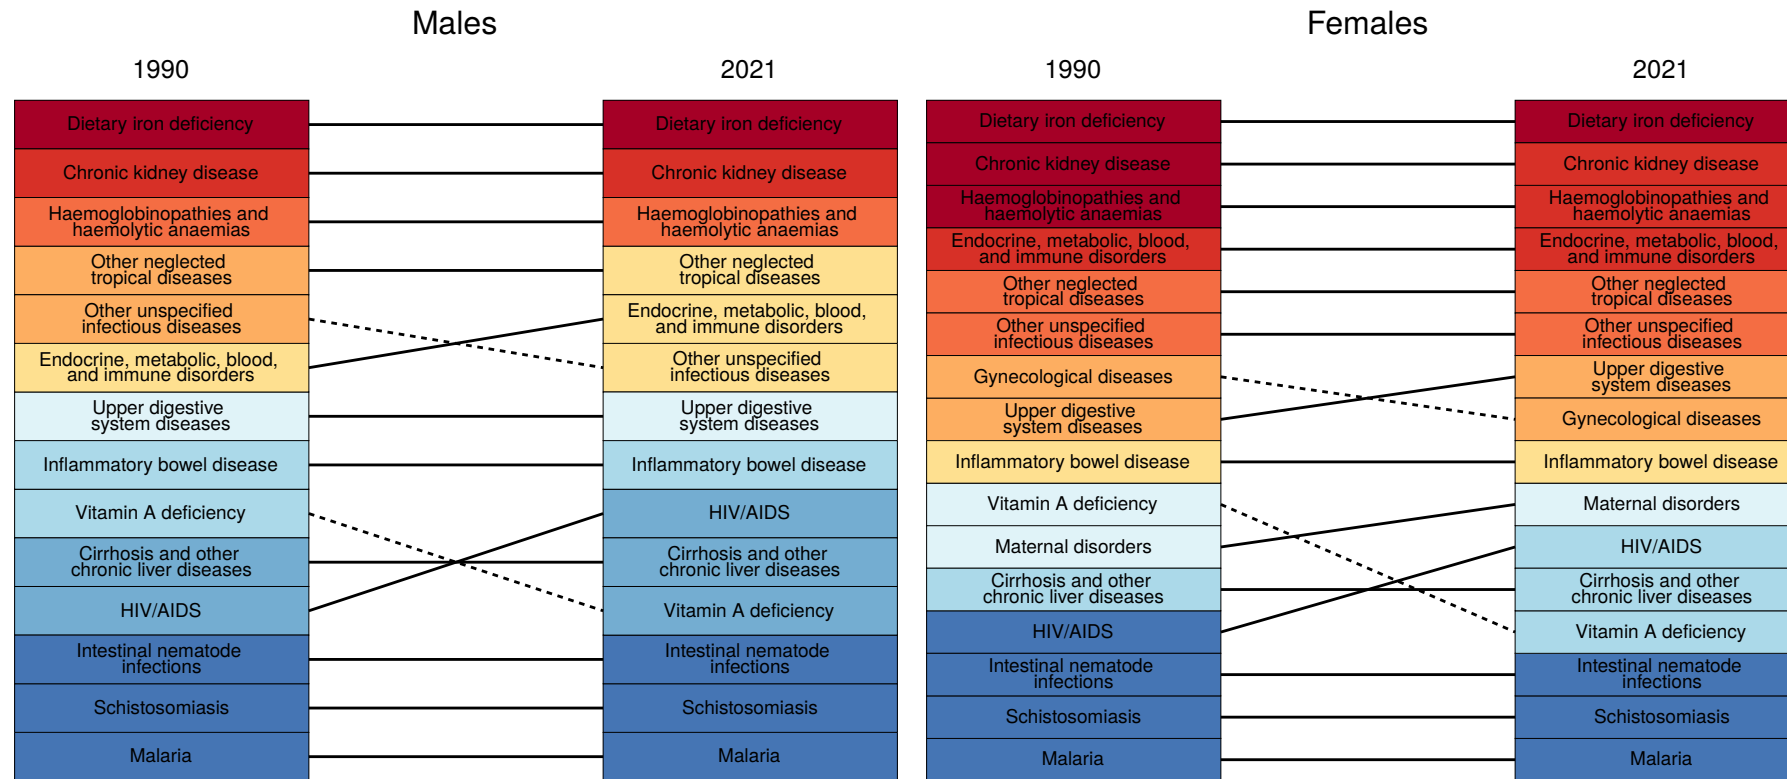 Males
1990
2021
Dietary iron deficiency
Chronic kidney disease
Haemoglobinopathies and
haemolytic anaemias
Other neglected
tropical diseases
Other unspecified
infectious diseases
Endocrine, metabolic, blood,
and immune disorders
Upper digestive
system diseases
Inflammatory bowel disease
Vitamin A deficiency
Cirrhosis and other
chronic liver diseases
HIV/AIDS
Intestinal nematode
infections
Schistosomiasis
Malaria
Dietary iron deficiency
Chronic kidney disease
Haemoglobinopathies and
haemolytic anaemias
Other neglected
tropical diseases
Endocrine, metabolic, blood,
and immune disorders
Other unspecified
infectious diseases
Upper digestive
system diseases
Inflammatory bowel disease
HIV/AIDS
Cirrhosis and other
chronic liver diseases
Vitamin A deficiency
Intestinal nematode
infections
Schistosomiasis
Malaria
Females
1990
2021
Dietary iron deficiency
Chronic kidney disease
Haemoglobinopathies and
haemolytic anaemias
Endocrine, metabolic, blood,
and immune disorders
Other neglected
tropical diseases
Other unspecified
infectious diseases
Gynecological diseases
Upper digestive
system diseases
Inflammatory bowel disease
Vitamin A deficiency
Maternal disorders
Cirrhosis and other
chronic liver diseases
HIV/AIDS
Intestinal nematode
infections
Schistosomiasis
Malaria
Dietary iron deficiency
Chronic kidney disease
Haemoglobinopathies and
haemolytic anaemias
Endocrine, metabolic, blood,
and immune disorders
Other neglected
tropical diseases
Other unspecified
infectious diseases
Upper digestive
system diseases
Gynecological diseases
Inflammatory bowel disease
Maternal disorders
HIV/AIDS
Cirrhosis and other
chronic liver diseases
Vitamin A deficiency
Intestinal nematode
infections
Schistosomiasis
Malaria